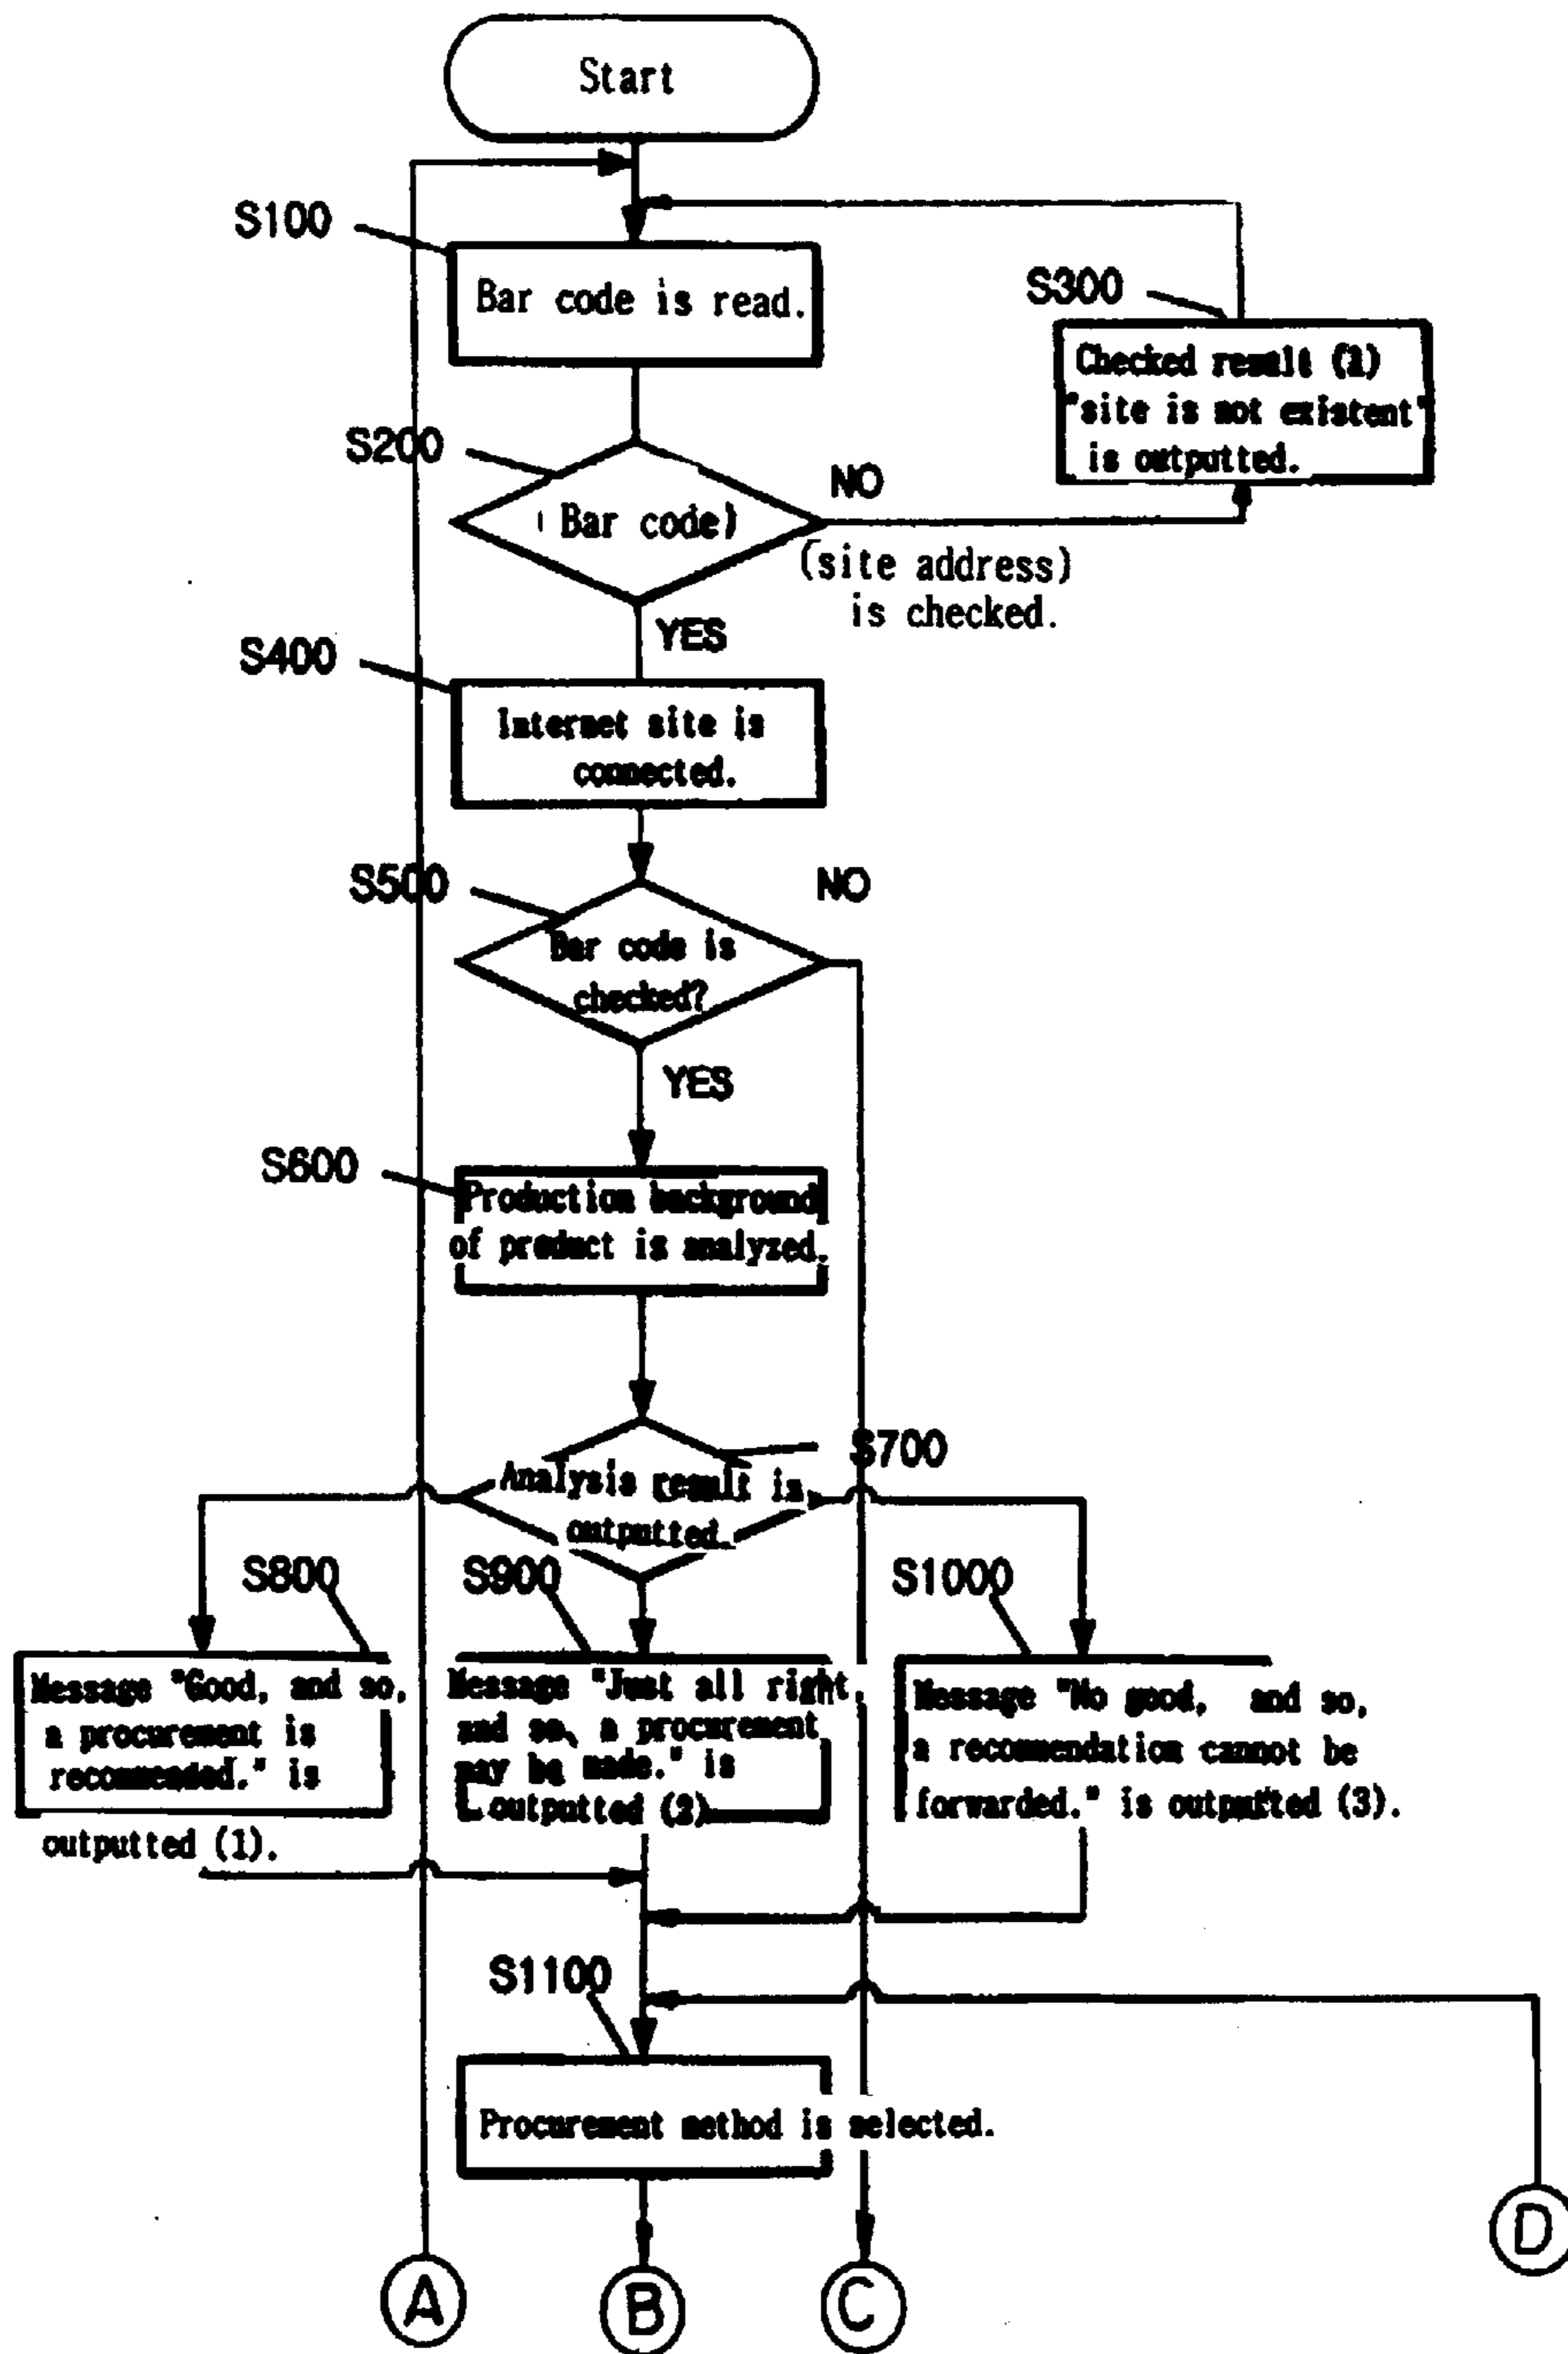 Start
S100
Bar code is read.
S300
Checked result (1)
"site is not existent"
is outputted.
S200
(Bar code)
NO
(site address)
is checked.
YES
S400
Internet site is
connected.
S500
NO
Bar code is
checked?
YES
S600
Production background
of product is analyzed.
S700
Analysis result is
outputted.
S800
S900
S1000
Message "Good, and so,
a procurement is
recommended." is
outputted (1).
Message "Just all right,
and so, a procurement
may be made." is
outputted (2)
Message "No good, and so,
a recommendation cannot be
forwarded." is outputted (3).
S1100
Procurement method is selected.
A
B
C
D